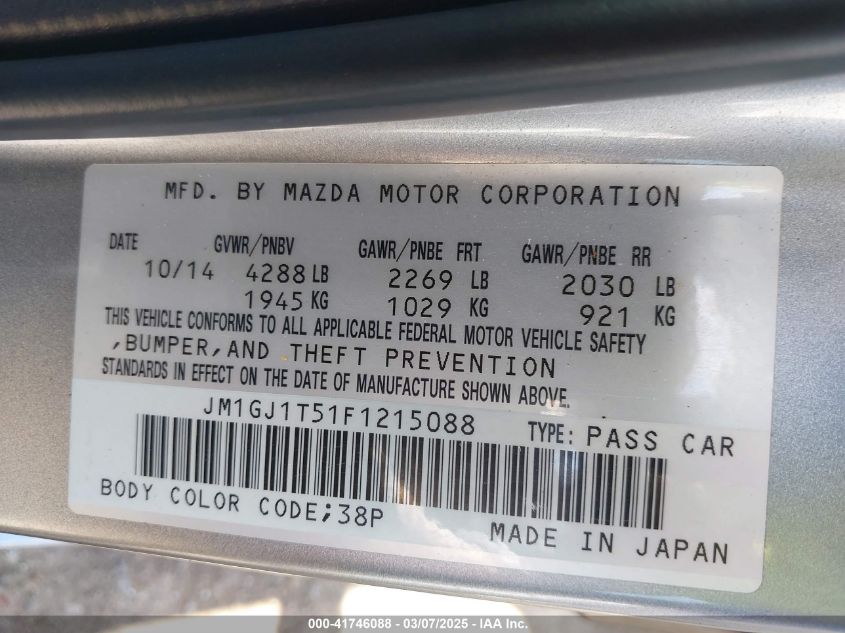 MFD. BY MAZDA MOTOR CORPORATION
DATE GVWR/PNBV GAWR/PNBE FRT GAWR/PNBE RR
10/14 4288 LB 2269 LB 2030 LB
1945 KG 1029 KG 921 KG
THIS VEHICLE CONFORMS TO ALL APPLICABLE FEDERAL MOTOR VEHICLE SAFETY
,BUMPER,AND THEFT PREVENTION
STANDARDS IN EFFECT ON THE DATE OF MANUFACTURE SHOWN ABOVE.
JM1GJ1T51F1215088 TYPE: PASS CAR
BODY COLOR CODE;38P
MADE IN JAPAN
000-41746088 - 03/07/2025 - IAA Inc.